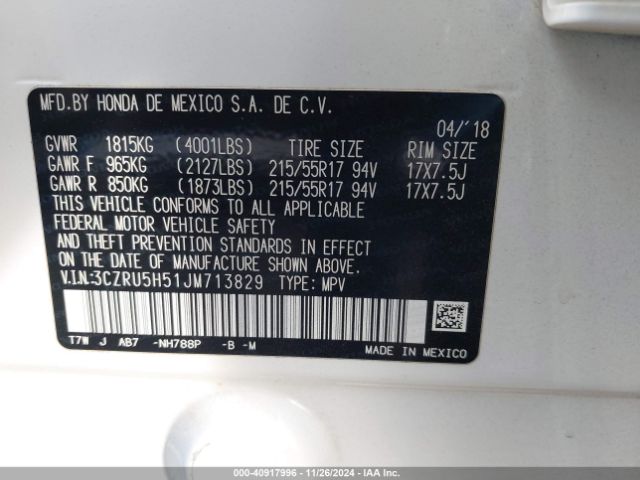 MFD.BY HONDA DE MEXICO S.A. DE C.V.
04/'18
GVWR 1815KG (4001LBS) TIRE SIZE RIM SIZE
GAWR F 965KG (2127LBS) 215/55R17 94V 17X7.5J
GAWR R 850KG (1873LBS) 215/55R17 94V 17X7.5J
THIS VEHICLE CONFORMS TO ALL APPLICABLE
FEDERAL MOTOR VEHICLE SAFETY
AND THEFT PREVENTION STANDARDS IN EFFECT
ON THE DATE OF MANUFACTURE SHOWN ABOVE.
V.I.N:3CZRU5H51JM713829 TYPE: MPV
T7W J AB7 -NH788P -B -M
MADE IN MEXICO
000-40917996 | 11/26/2024 - IAA Copart